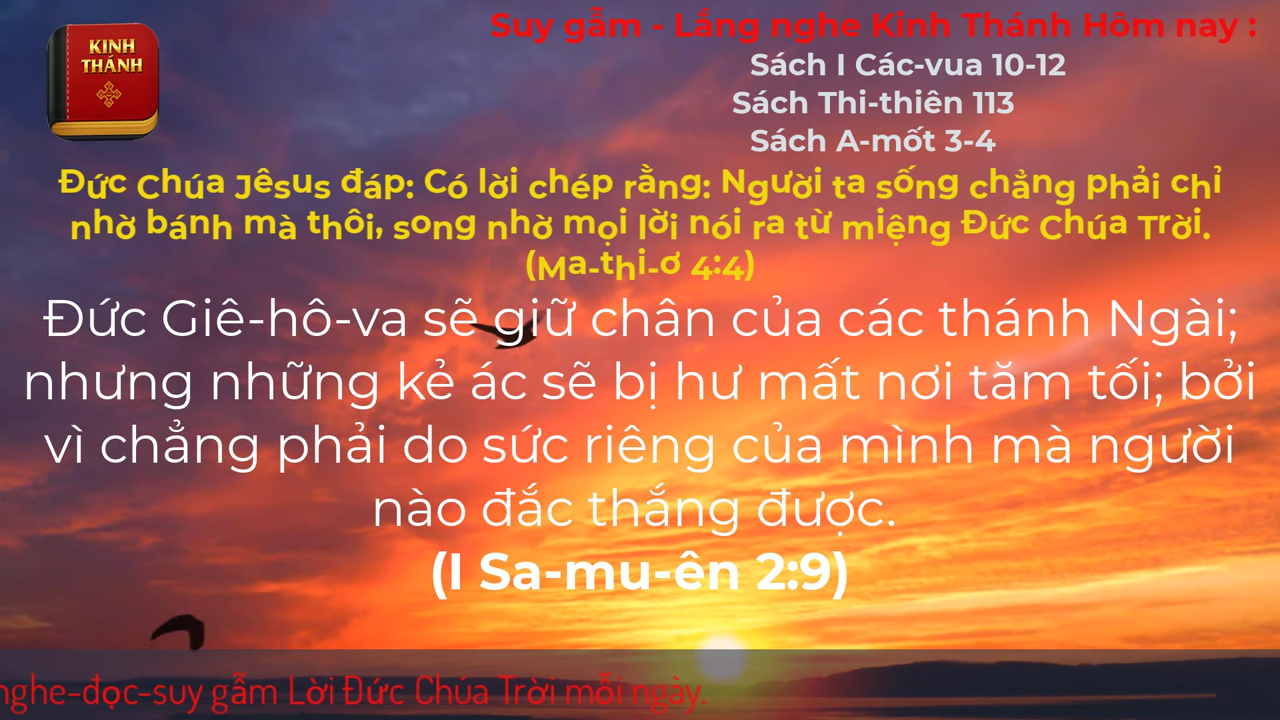 KINH
THÁNH
Suy gẫm - Lắng nghe Kinh Thánh Hôm nay :
Sách I Các-vua 10-12
Sách Thi-thiên 113
Sách A-mốt 3-4
Đức Chúa Jêsus đáp: Có lời chép rằng: Người ta sống chẳng phải chỉ
nhờ bánh mà thôi, song nhờ mọi lời nói ra từ miệng Đức Chúa Trời.
(Ma-thi-ơ 4:4)
Đức Giê-hô-va sẽ giữ chân của các thánh Ngài;
nhưng những kẻ ác sẽ bị hư mất nơi tăm tối; bởi
vì chẳng phải do sức riêng của mình mà người
nào đắc thắng được.
(I Sa-mu-ên 2:9)
nghe-đọc-suy gẫm Lời Đức Chúa Trời mỗi ngày.